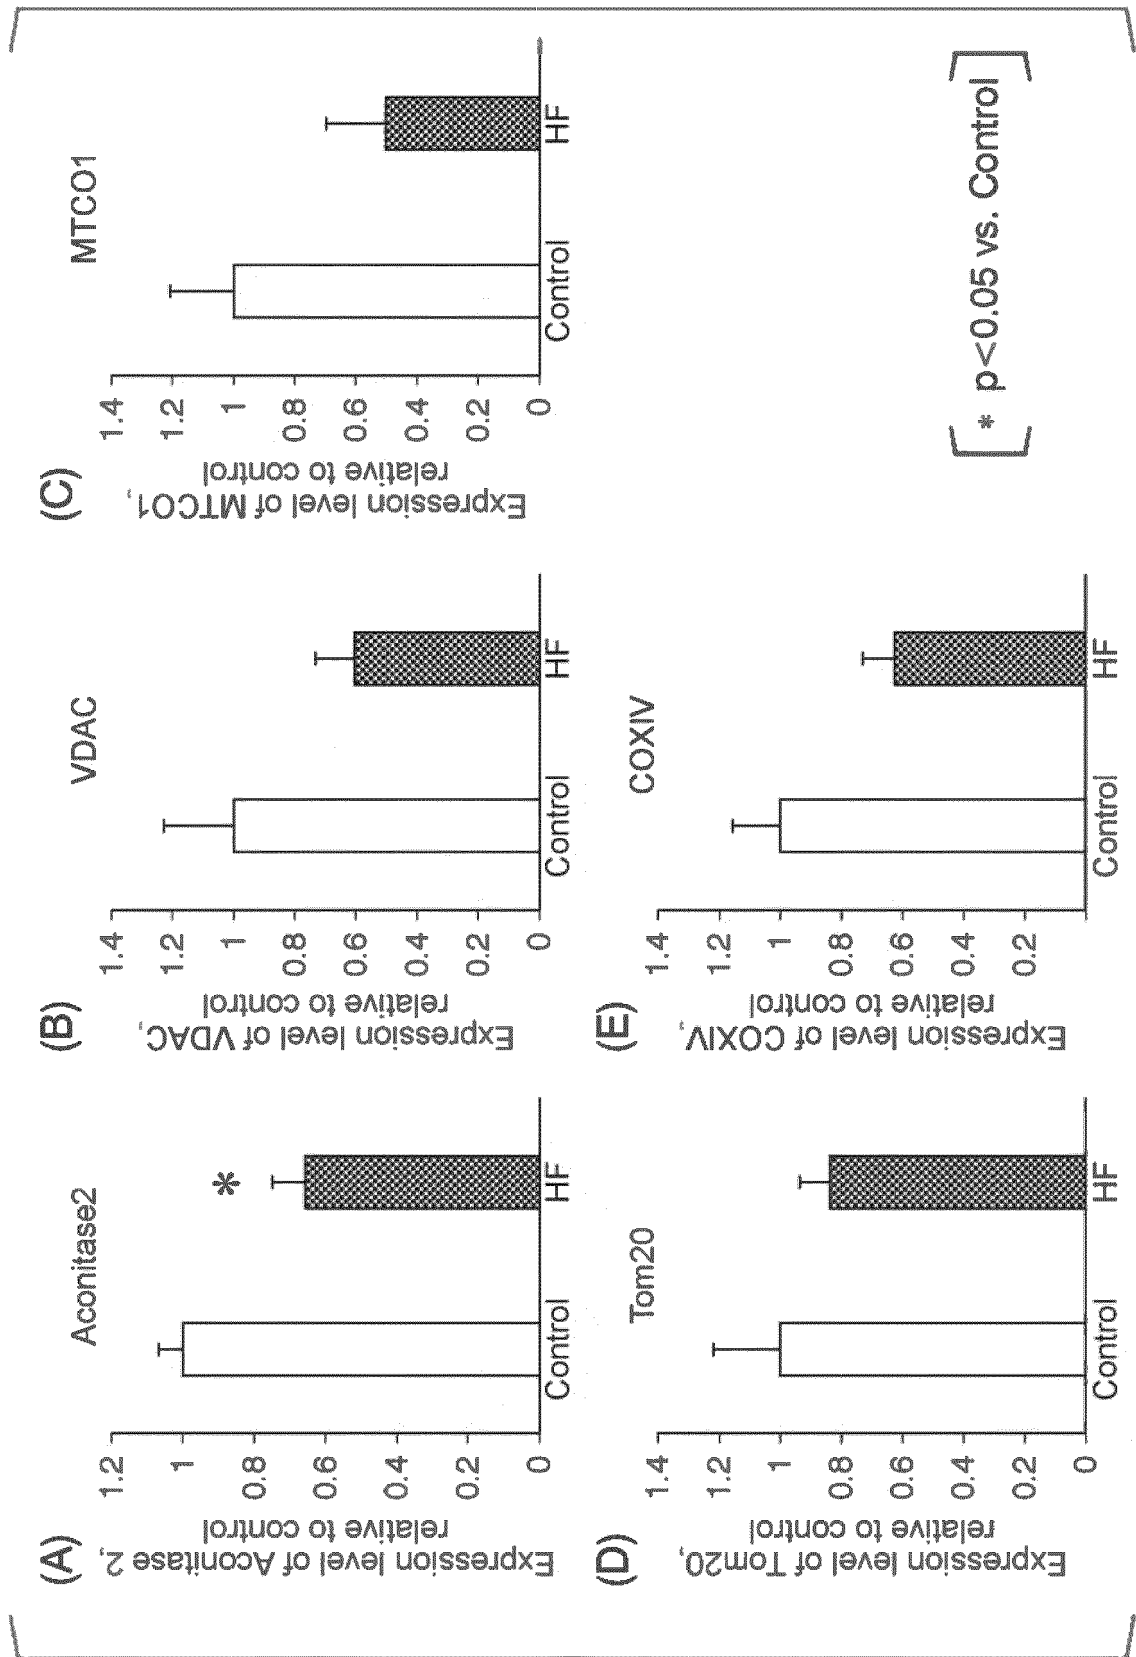 (A)
Aconitase2
Expression level of Aconitase 2,
relative to control
1.2
1
0.8
0.6
0.4
0.2
0
*
Control
HF
(B)
VDAC
Expression level of VDAC,
relative to control
1.4
1.2
1
0.8
0.6
0.4
0.2
0
Control
HF
(C)
MTCO1
Expression level of MTCO1,
relative to control
1.4
1.2
1
0.8
0.6
0.4
0.2
0
Control
HF
(D)
Tom20
Expression level of Tom20,
relative to control
1.4
1.2
1
0.8
0.6
0.4
0.2
0
Control
HF
(E)
COXIV
Expression level of COXIV,
relative to control
1.4
1.2
1
0.8
0.6
0.4
0.2
Control
HF
[* p<0.05 vs. Control]